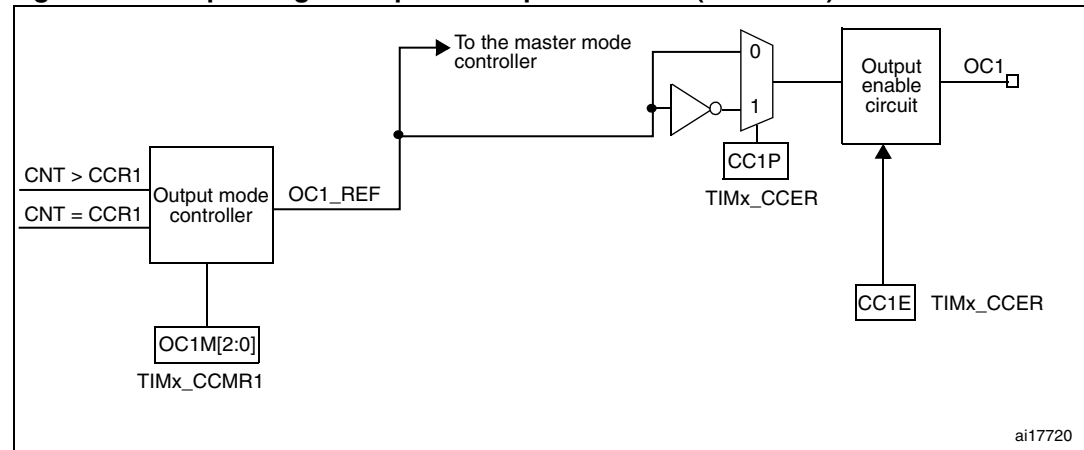 To the master mode
controller
0
1
Output
enable
circuit
OC1
CC1P
TIMx_CCER
CNT > CCR1
CNT = CCR1
Output mode
controller
OC1_REF
CC1E
TIMx_CCER
OC1M[2:0]
TIMx_CCMR1
ai17720